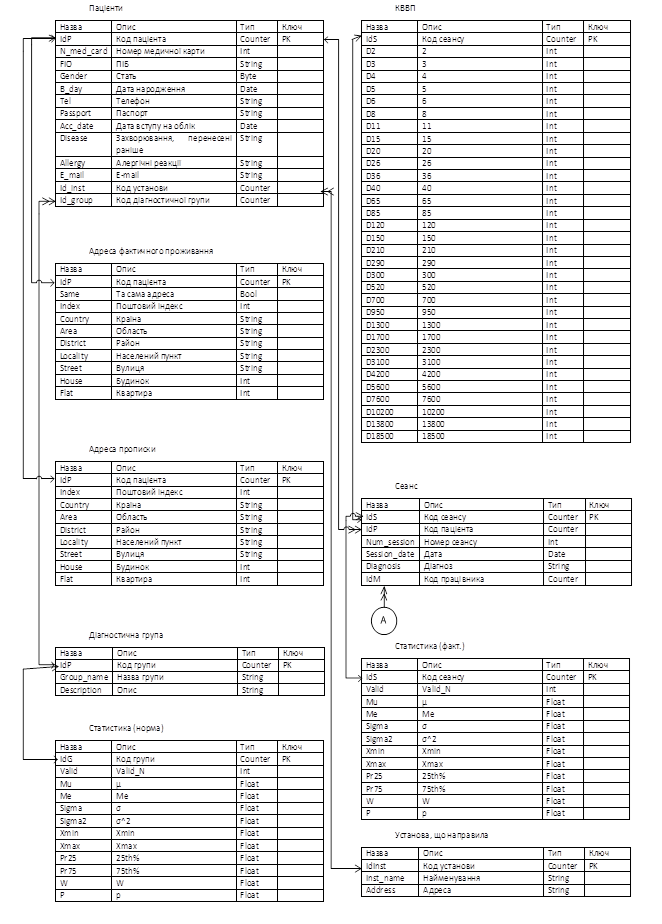 Пацієнти
Назва Опис Тип Ключ
IdP Код пацієнта Counter PK
N_med_card Номер медичної карти Int
FIO ПІБ String
Gender Стать Byte
B_day Дата народження Date
Tel Телефон String
Passport Паспорт String
Acc_date Дата вступу на облік Date
Disease Захворювання, перенесені String
раніше
Allergy Алергічні реакції String
E_mail E-mail String
Id_inst Код установи Counter
Id_group Код діагностичної групи Counter
Адреса фактичного проживання
Назва Опис Тип Ключ
IdP Код пацієнта Counter PK
Same Та сама адреса Bool
Index Поштовий індекс Int
Country Країна String
Area Область String
District Район String
Locality Населений пункт String
Street Вулиця String
House Будинок Int
Flat Квартира Int
Адреса прописки
Назва Опис Тип Ключ
IdP Код пацієнта Counter PK
Index Поштовий індекс Int
Country Країна String
Area Область String
District Район String
Locality Населений пункт String
Street Вулиця String
House Будинок Int
Flat Квартира Int
Діагностична група
Назва Опис Тип Ключ
IdP Код групи Counter PK
Group_name Назва групи String
Description Опис String
Статистика (норма)
Назва Опис Тип Ключ
IdG Код групи Counter PK
Valid Valid_N Int
Mu μ Float
Me Me Float
Sigma σ Float
Sigma2 σ^2 Float
Xmin Xmin Float
Xmax Xmax Float
Pr25 25th% Float
Pr75 75th% Float
W W Float
P p Float
КВВП
Назва Опис Тип Ключ
IdS Код сеансу Counter PK
D2 2 Int
D3 3 Int
D4 4 Int
D5 5 Int
D6 6 Int
D8 8 Int
D11 11 Int
D15 15 Int
D20 20 Int
D26 26 Int
D36 36 Int
D40 40 Int
D65 65 Int
D85 85 Int
D120 120 Int
D150 150 Int
D210 210 Int
D290 290 Int
D300 300 Int
D520 520 Int
D700 700 Int
D950 950 Int
D1300 1300 Int
D1700 1700 Int
D2300 2300 Int
D3100 3100 Int
D4200 4200 Int
D5600 5600 Int
D7600 7600 Int
D10200 10200 Int
D13800 13800 Int
D18500 18500 Int
Сеанс
Назва Опис Тип Ключ
IdS Код сеансу Counter PK
IdP Код пацієнта Counter
Num_session Номер сеансу Int
Session_date Дата Date
Diagnosis Діагноз String
IdM Код працівника Counter
A
Статистика (факт.)
Назва Опис Тип Ключ
IdS Код сеансу Counter PK
Valid Valid_N Int
Mu μ Float
Me Me Float
Sigma σ Float
Sigma2 σ^2 Float
Xmin Xmin Float
Xmax Xmax Float
Pr25 25th% Float
Pr75 75th% Float
W W Float
P p Float
Установа, що направила
Назва Опис Тип Ключ
IdInst Код установи Counter PK
Inst_name Найменування String
Address Адреса String